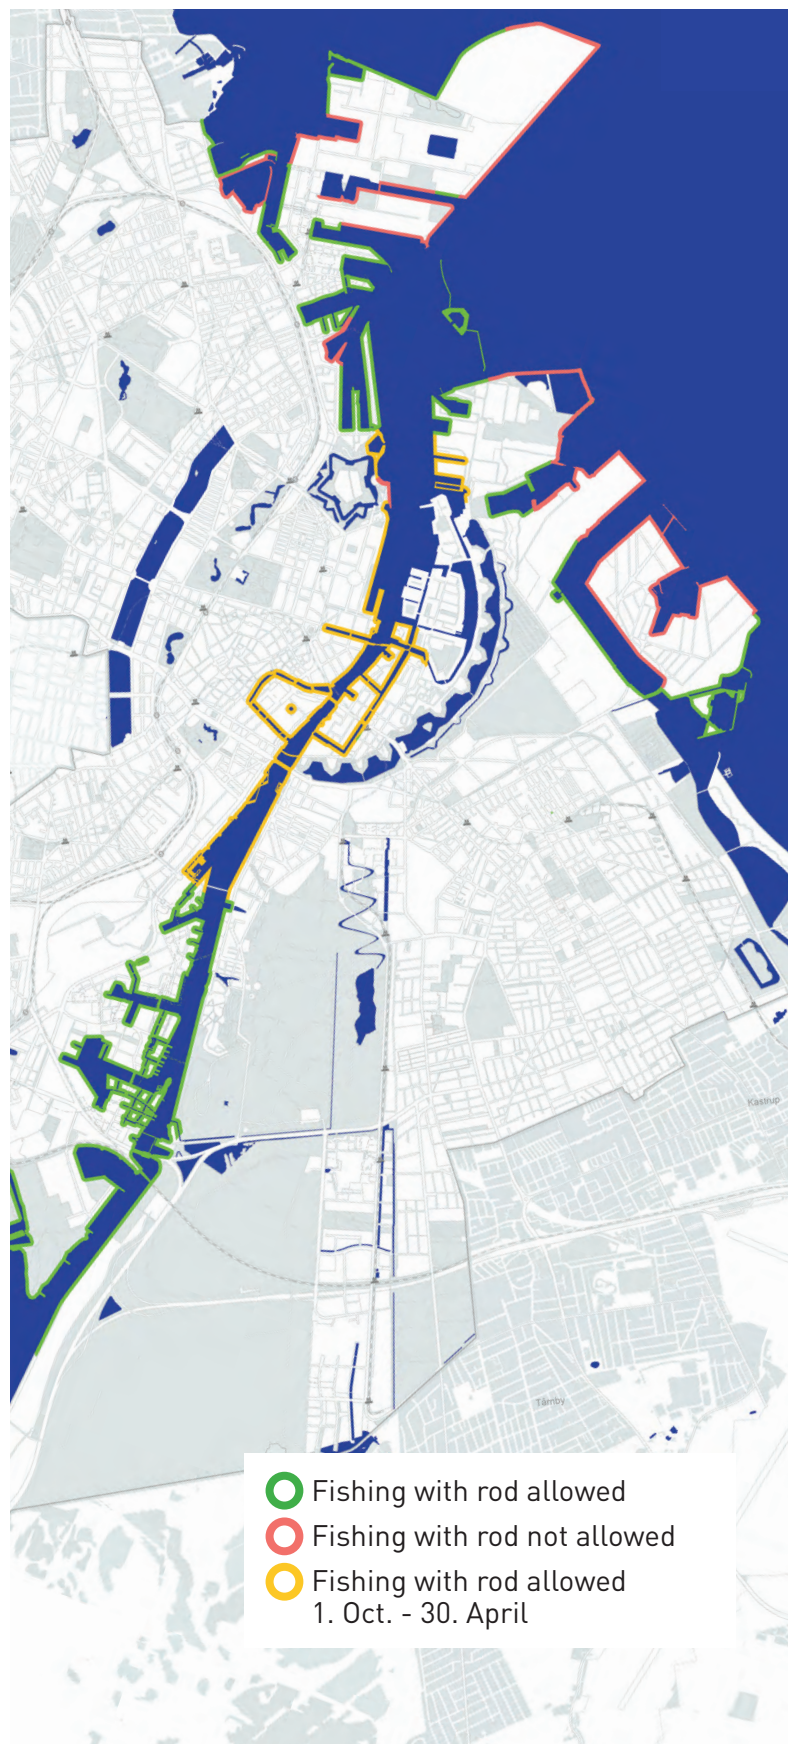 Kastrup
Tårnby
Fishing with rod allowed
Fishing with rod not allowed
Fishing with rod allowed
1. Oct. - 30. April